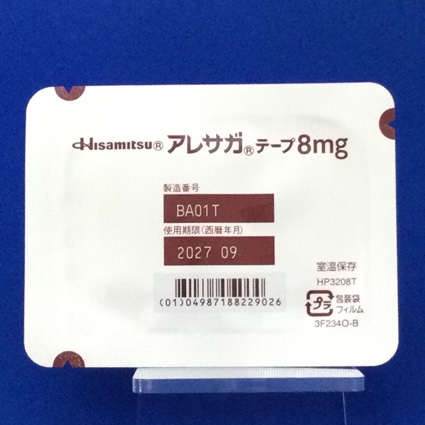 Hisamitsu® アレサガ®テープ8mg
製造番号
BA01T
使用期限(西暦年月)
2027 09
(01)04987188229026
室温保存
HP3208T
プラ 包装袋
フィルム
3F234O-B